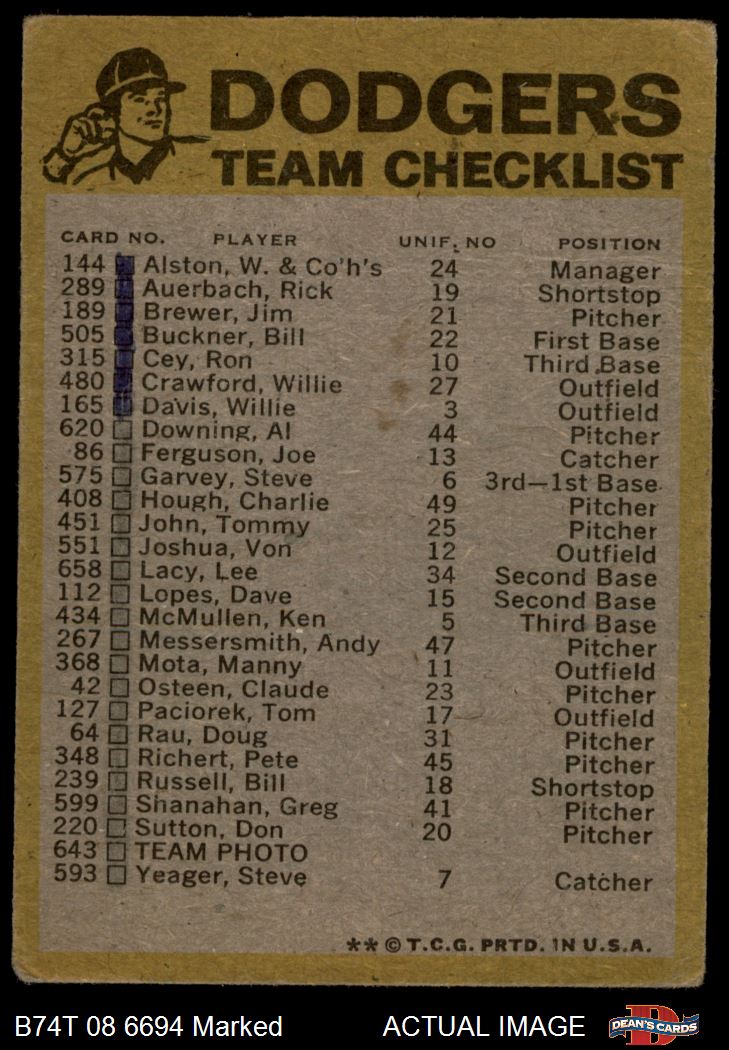 DODGERS
TEAM CHECKLIST
CARD NO. PLAYER UNIF. NO POSITION
144 Alston, W. & Co'h's 24 Manager
289 Auerbach, Rick 19 Shortstop
189 Brewer, Jim 21 Pitcher
505 Buckner, Bill 22 First Base
315 Cey, Ron 10 Third Base
480 Crawford, Willie 27 Outfield
165 Davis, Willie 3 Outfield
620 Downing, Al 44 Pitcher
86 Ferguson, Joe 13 Catcher
575 Garvey, Steve 6 3rd—1st Base
408 Hough, Charlie 49 Pitcher
451 John, Tommy 25 Pitcher
551 Joshua, Von 12 Outfield
658 Lacy, Lee 34 Second Base
112 Lopes, Dave 15 Second Base
434 McMullen, Ken 5 Third Base
267 Messersmith, Andy 47 Pitcher
368 Mota, Manny 11 Outfield
42 Osteen, Claude 23 Pitcher
127 Paciorek, Tom 17 Outfield
64 Rau, Doug 31 Pitcher
348 Richert, Pete 45 Pitcher
239 Russell, Bill 18 Shortstop
599 Shanahan, Greg 41 Pitcher
220 Sutton, Don 20 Pitcher
643 TEAM PHOTO
593 Yeager, Steve 7 Catcher
** © T.C.G. PRTD. IN U.S.A.
B74T 08 6694 Marked ACTUAL IMAGE D DEAN'S CARDS